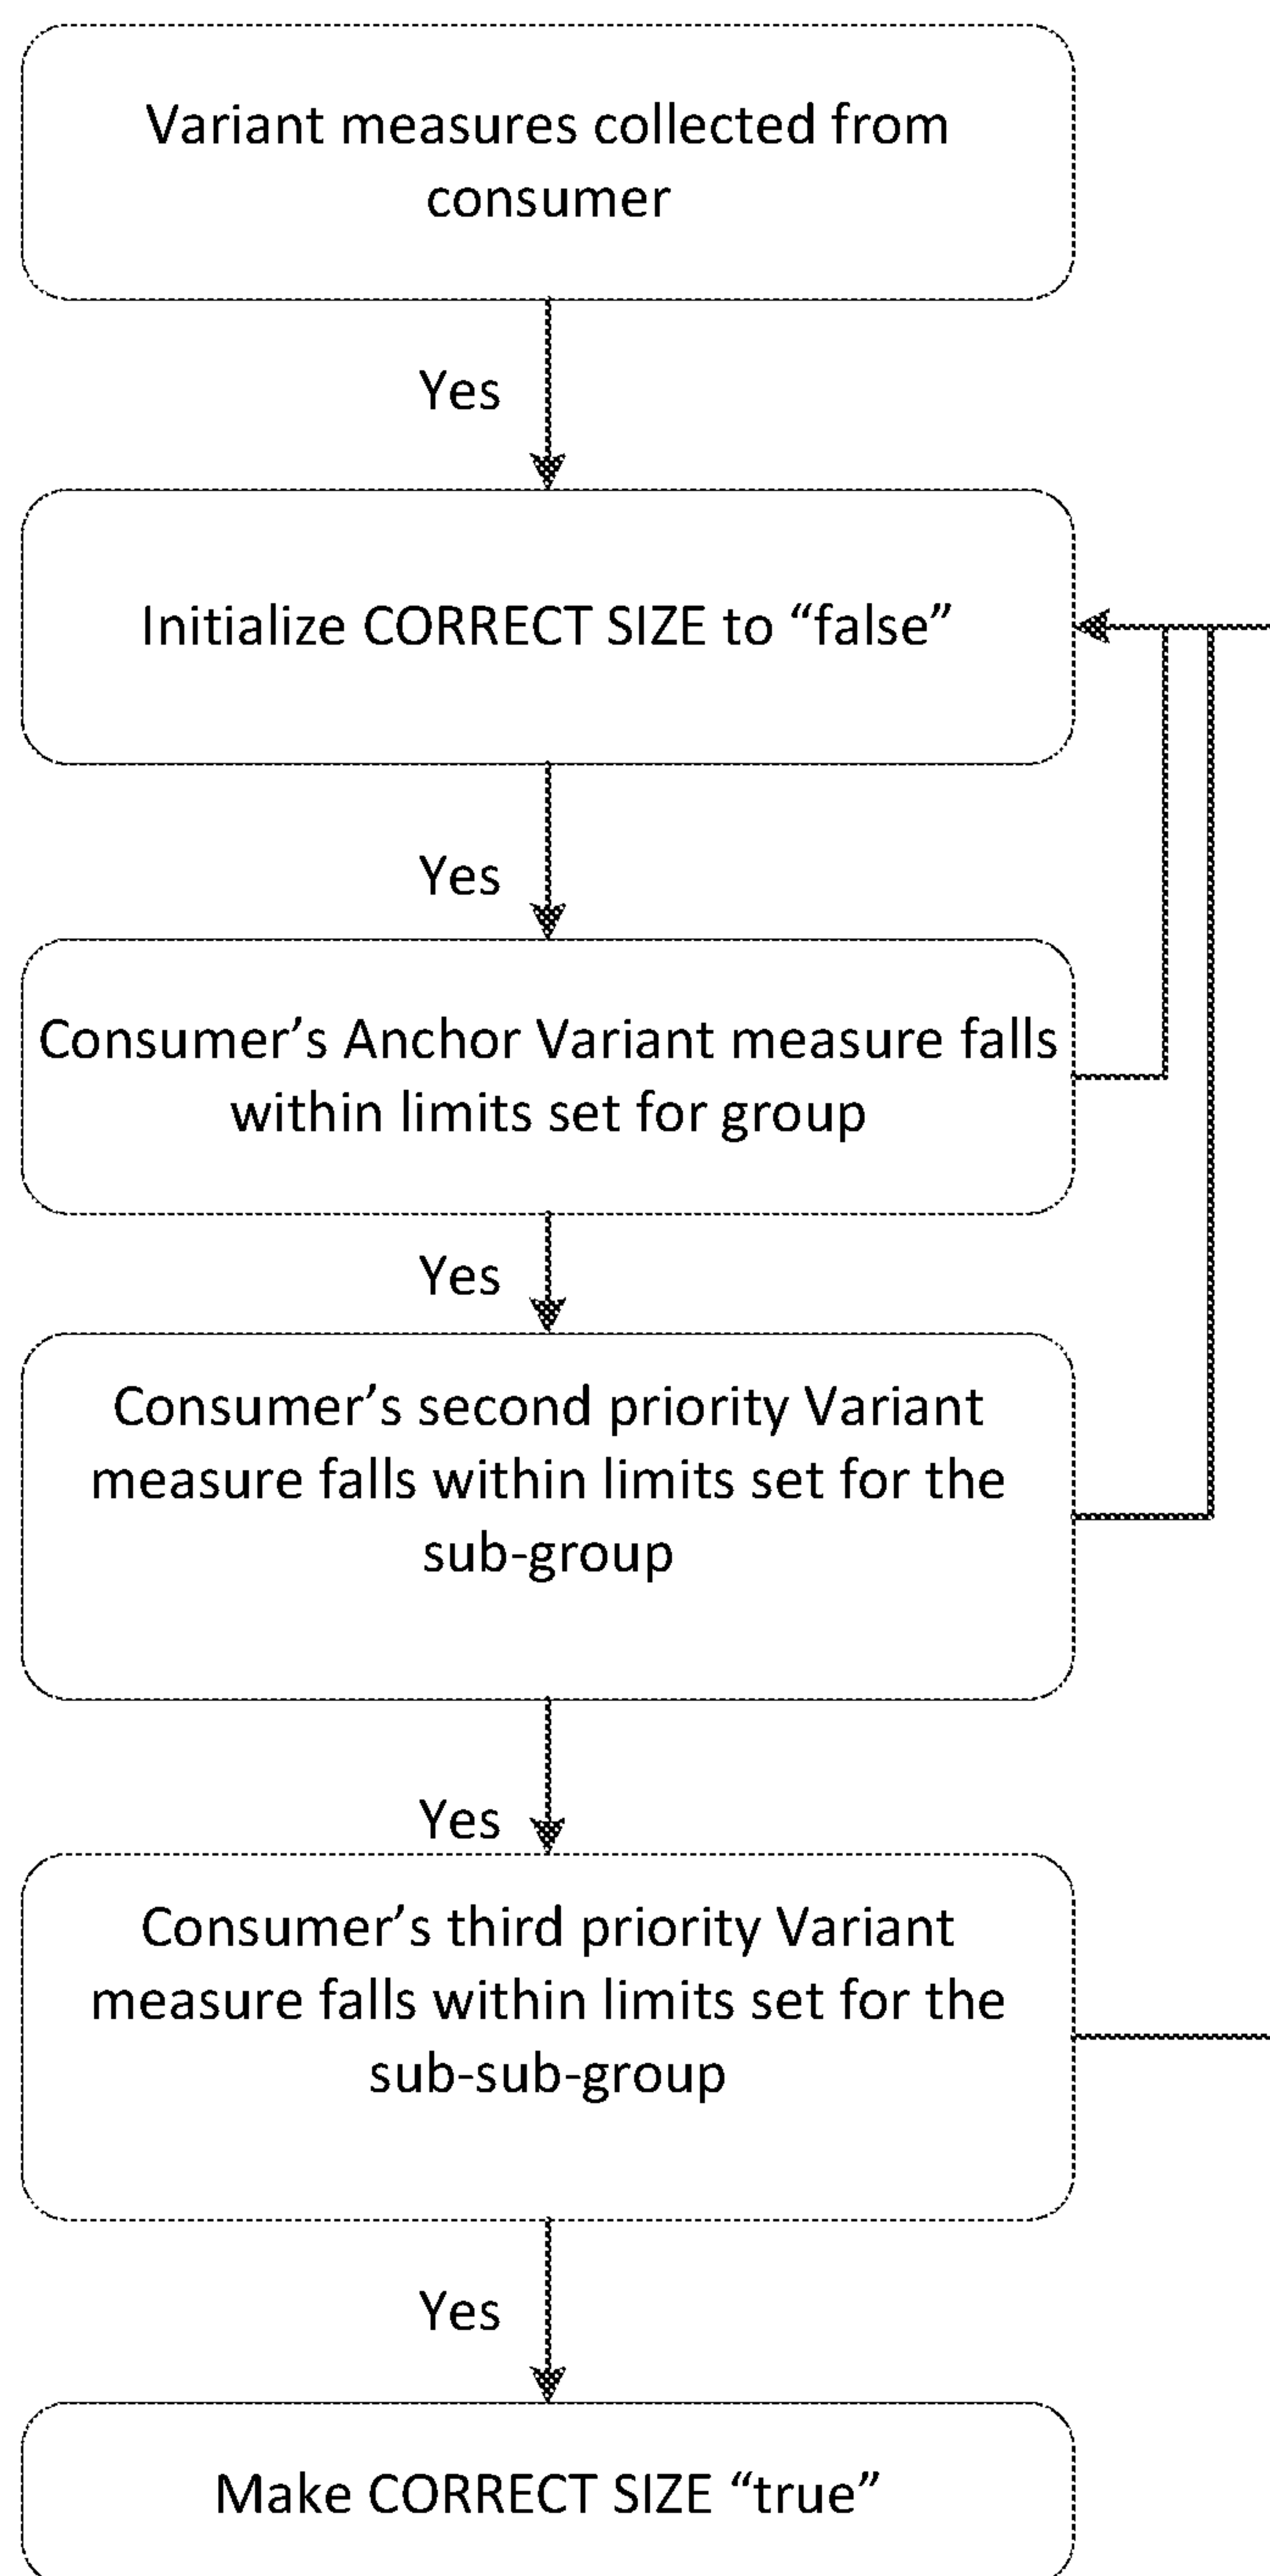 Variant measures collected from
consumer
Yes
Initialize CORRECT SIZE to “false”
Yes
Consumer’s Anchor Variant measure falls
within limits set for group
Yes
Consumer’s second priority Variant
measure falls within limits set for the
sub-group
Yes
Consumer’s third priority Variant
measure falls within limits set for the
sub-sub-group
Yes
Make CORRECT SIZE “true”